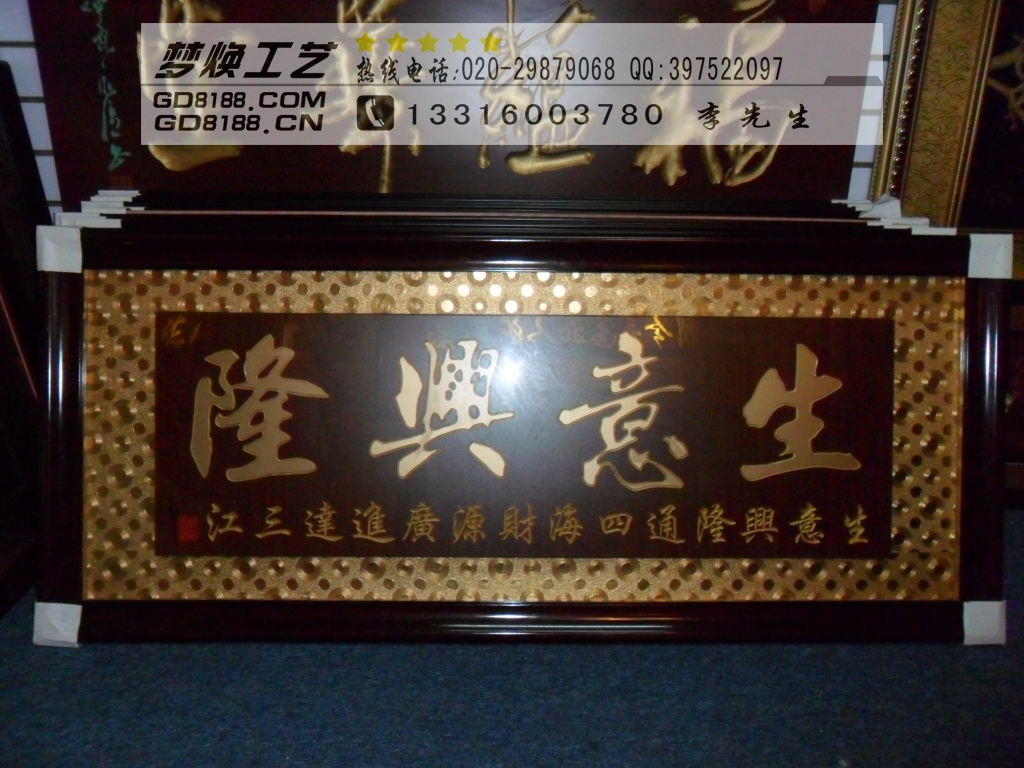 梦焕工艺
GD8188.COM
GD8188.CN
热线电话:020-29879068 QQ:397522097
13316003780 李先生
福
生意興隆
生意興隆通四海財源廣進達三江